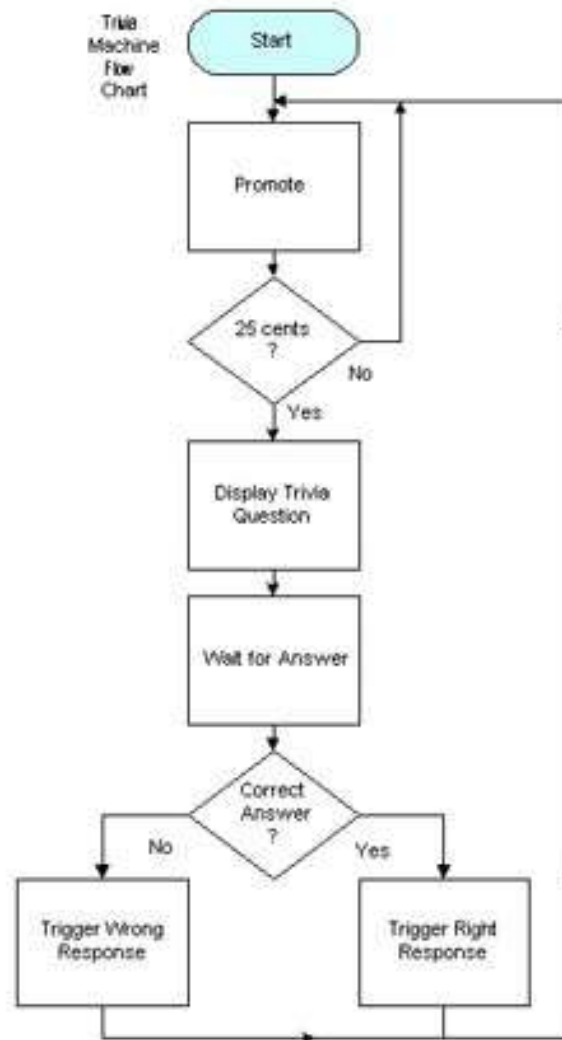 Trivia
Machine
Flow
Chart
Start
Promote
25 cents
?
No
Yes
Display Trivia
Question
Wait for Answer
Correct
Answer
?
No
Yes
Trigger Wrong
Response
Trigger Right
Response